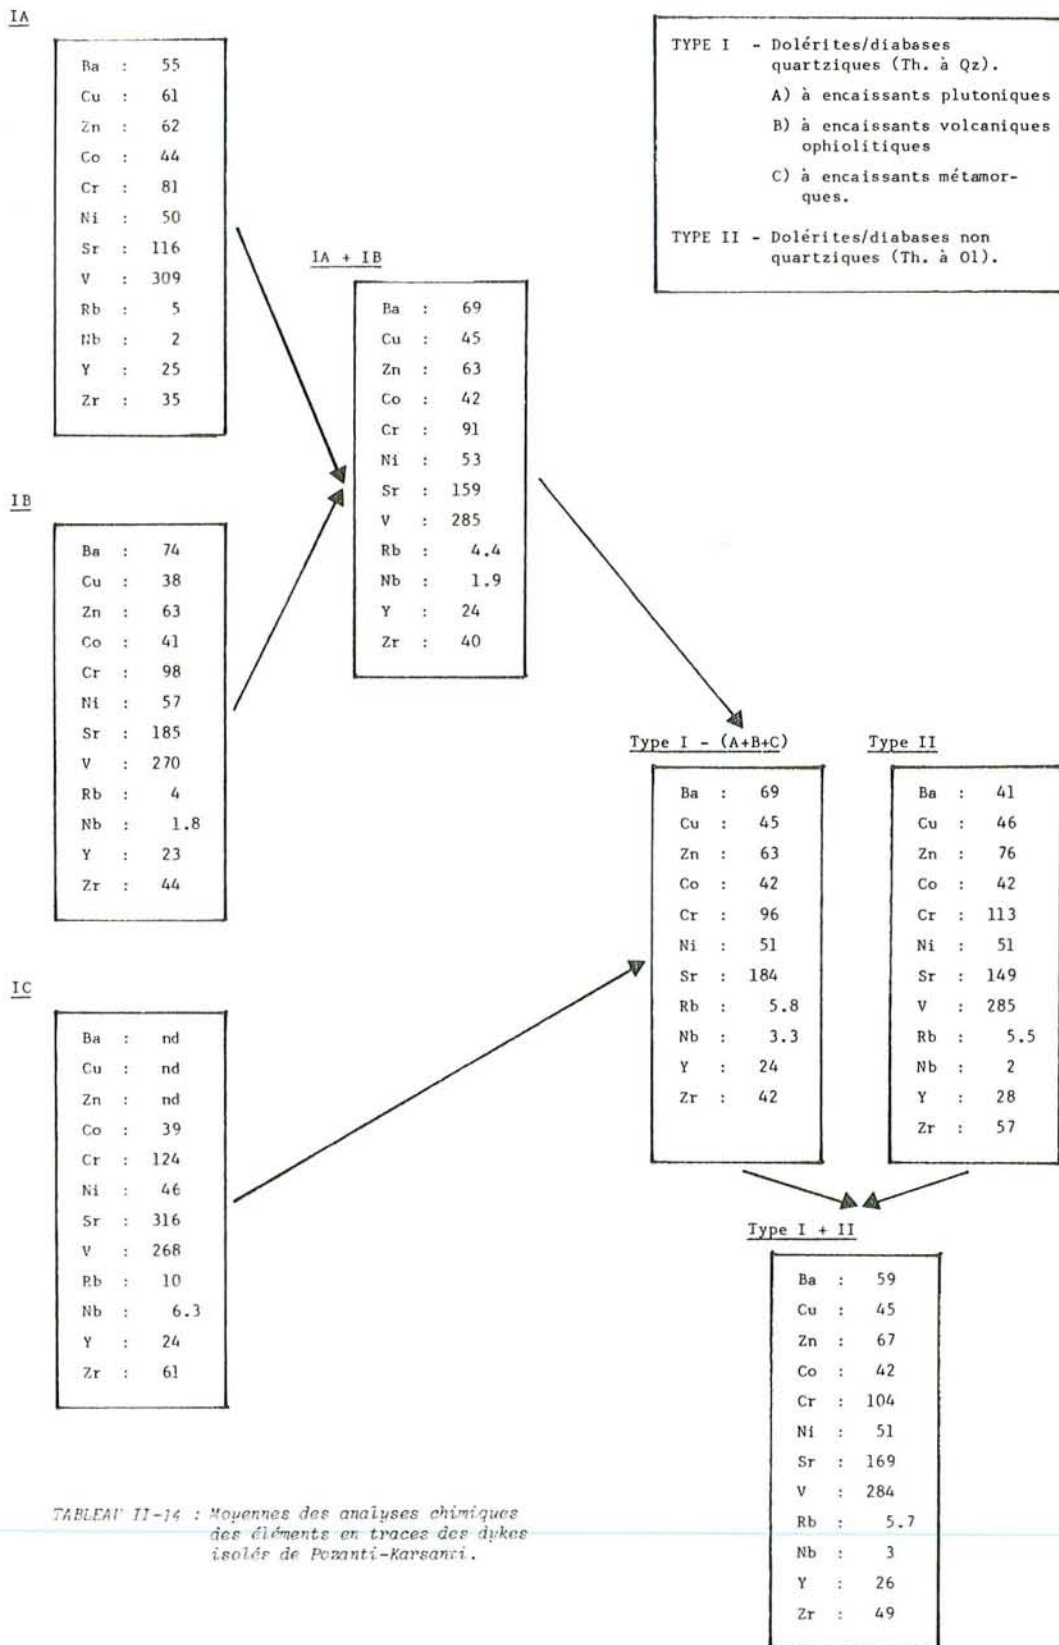 IA
Ba : 55
Cu : 61
Zn : 62
Co : 44
Cr : 81
Ni : 50
Sr : 116
V : 309
Rb : 5
Nb : 2
Y : 25
Zr : 35
TYPE I - Dolérites/diabases
quartziques (Th. à Qz).
A) à encaissants plutoniques
B) à encaissants volcaniques
ophiolitiques
C) à encaissants métamor-
ques.
TYPE II - Dolérites/diabases non
quartziques (Th. à Ol).
IA + IB
Ba : 69
Cu : 45
Zn : 63
Co : 42
Cr : 91
Ni : 53
Sr : 159
V : 285
Rb : 4.4
Nb : 1.9
Y : 24
Zr : 40
IB
Ba : 74
Cu : 38
Zn : 63
Co : 41
Cr : 98
Ni : 57
Sr : 185
V : 270
Rb : 4
Nb : 1.8
Y : 23
Zr : 44
Type I - (A+B+C)
Ba : 69
Cu : 45
Zn : 63
Co : 42
Cr : 96
Ni : 51
Sr : 184
Rb : 5.8
Nb : 3.3
Y : 24
Zr : 42
Type II
Ba : 41
Cu : 46
Zn : 76
Co : 42
Cr : 113
Ni : 51
Sr : 149
V : 285
Rb : 5.5
Nb : 2
Y : 28
Zr : 57
IC
Ba : nd
Cu : nd
Zn : nd
Co : 39
Cr : 124
Ni : 46
Sr : 316
V : 268
Rb : 10
Nb : 6.3
Y : 24
Zr : 61
Type I + II
Ba : 59
Cu : 45
Zn : 67
Co : 42
Cr : 104
Ni : 51
Sr : 169
V : 284
Rb : 5.7
Nb : 3
Y : 26
Zr : 49
TABLEAU II-14 : Moyennes des analyses chimiques
des éléments en traces des dykes
isolés de Pozanti-Karsanti.